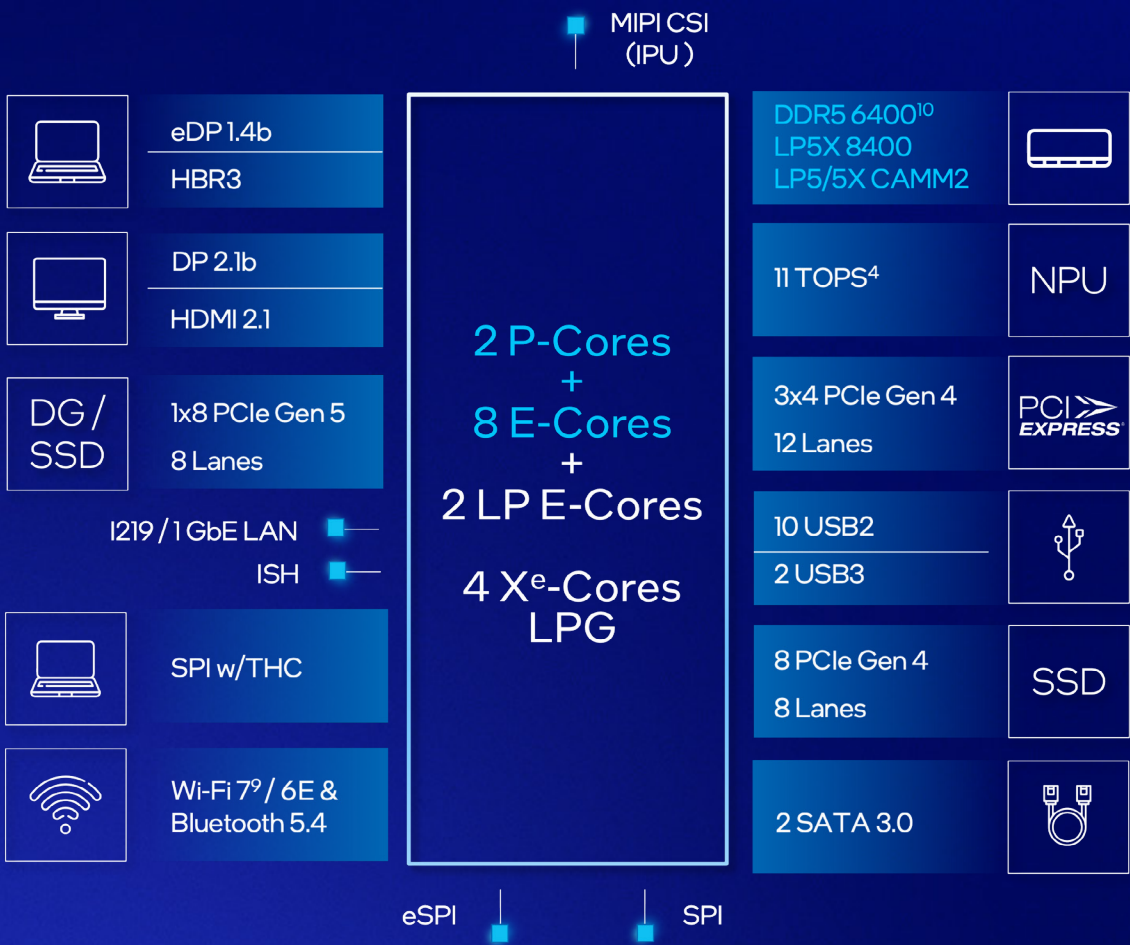 MIPI CSI
(IPU)
eDP 1.4b
HBR3
DP 2.1b
HDMI 2.1
DG /
SSD
1x8 PCIe Gen 5
8 Lanes
I219 / 1 GbE LAN
ISH
SPI w/THC
Wi-Fi 7⁹ / 6E &
Bluetooth 5.4
2 P-Cores
+
8 E-Cores
+
2 LP E-Cores
4 Xᵉ-Cores
LPG
DDR5 6400¹⁰
LP5X 8400
LP5/5X CAMM2
11 TOPS⁴
NPU
3x4 PCIe Gen 4
12 Lanes
PCI
EXPRESS®
10 USB2
2 USB3
8 PCIe Gen 4
8 Lanes
SSD
2 SATA 3.0
eSPI
SPI